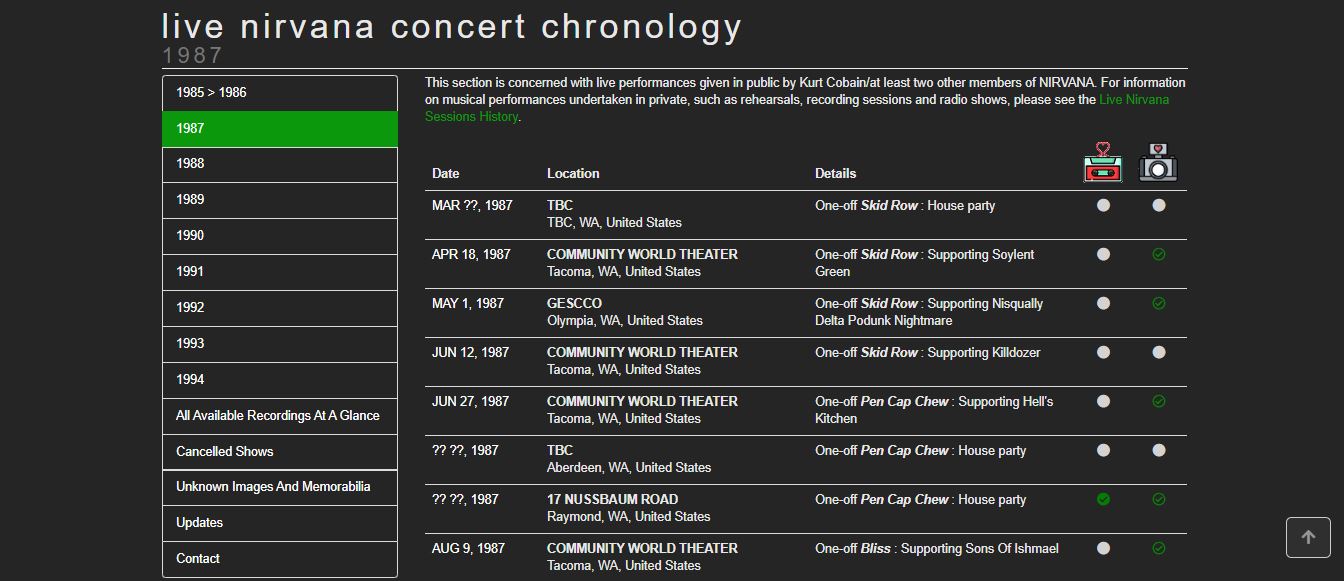 live nirvana concert chronology
1987
1985 > 1986
1987
1988
1989
1990
1991
1992
1993
1994
All Available Recordings At A Glance
Cancelled Shows
Unknown Images And Memorabilia
Updates
Contact
This section is concerned with live performances given in public by Kurt Cobain/at least two other members of NIRVANA. For information
on musical performances undertaken in private, such as rehearsals, recording sessions and radio shows, please see the Live Nirvana
Sessions History.
Date Location Details
MAR ??, 1987 TBC One-off Skid Row : House party
TBC, WA, United States
APR 18, 1987 COMMUNITY WORLD THEATER One-off Skid Row : Supporting Soylent
Tacoma, WA, United States Green
MAY 1, 1987 GESCCO One-off Skid Row : Supporting Nisqually
Olympia, WA, United States Delta Podunk Nightmare
JUN 12, 1987 COMMUNITY WORLD THEATER One-off Skid Row : Supporting Killdozer
Tacoma, WA, United States
JUN 27, 1987 COMMUNITY WORLD THEATER One-off Pen Cap Chew : Supporting Hell's
Tacoma, WA, United States Kitchen
?? ??, 1987 TBC One-off Pen Cap Chew : House party
Aberdeen, WA, United States
?? ??, 1987 17 NUSSBAUM ROAD One-off Pen Cap Chew : House party
Raymond, WA, United States
AUG 9, 1987 COMMUNITY WORLD THEATER One-off Bliss : Supporting Sons Of Ishmael
Tacoma, WA, United States